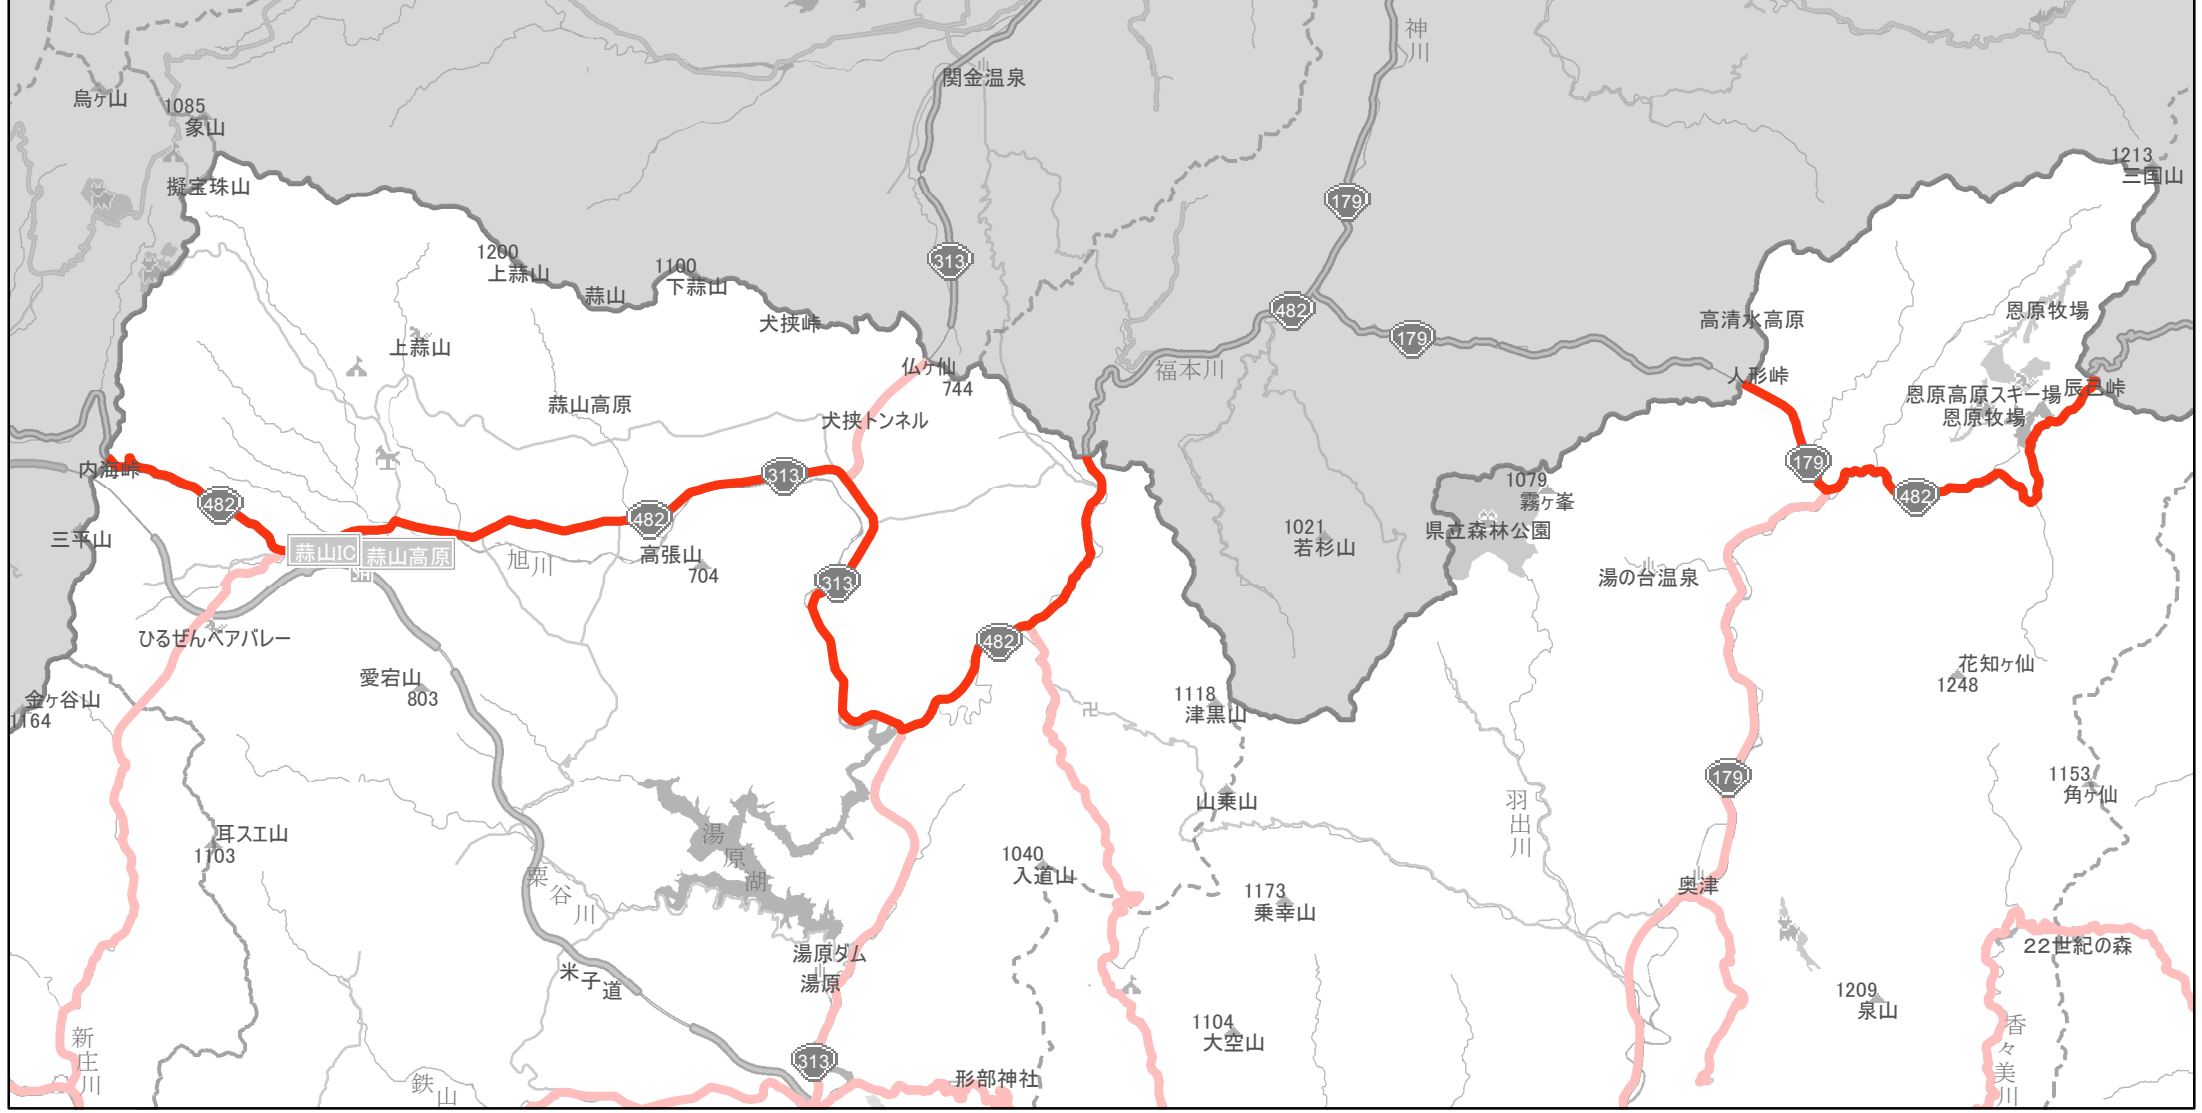 神川
関金温泉
烏ヶ山
1085
象山
擬宝珠山
1213
三国山
179
1200
上蒜山
313
1100
下蒜山
蒜山
482
恩原牧場
犬挟峠
高清水高原
179
上蒜山
仏ヶ仙
744
福本川
人形峠
辰巳峠
恩原高原スキー場
恩原牧場
蒜山高原
犬挟トンネル
内海峠
179
313
1079
霧ヶ峯
482
482
482
県立森林公園
1021
若杉山
三平山
蒜山IC
蒜山高原
旭川
高張山
704
湯の台温泉
313
ひるぜんベアバレー
482
花知ヶ仙
1248
愛宕山
803
金ヶ谷山
1164
1118
津黒山
179
1153
角ヶ仙
山乗山
羽出川
耳スエ山
1103
湯原湖
1040
入道山
粟谷川
1173
乗幸山
奥津
22世紀の森
湯原ダム
湯原
米子道
1209
泉山
1104
大空山
新庄川
香々美川
313
形部神社
鉄山